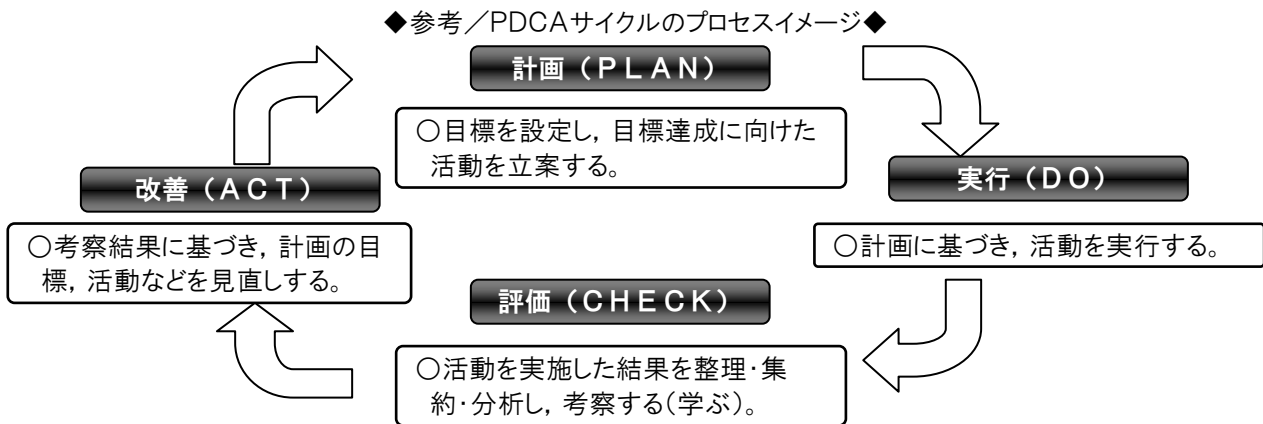 ◆参考／PDCAサイクルのプロセスイメージ◆
計画（ＰＬＡＮ）
○目標を設定し，目標達成に向けた
活動を立案する。
実行（ＤＯ）
○計画に基づき，活動を実行する。
評価（ＣＨＥＣＫ）
○活動を実施した結果を整理・集
約・分析し，考察する（学ぶ）。
改善（ＡＣＴ）
○考察結果に基づき，計画の目
標，活動などを見直しする。